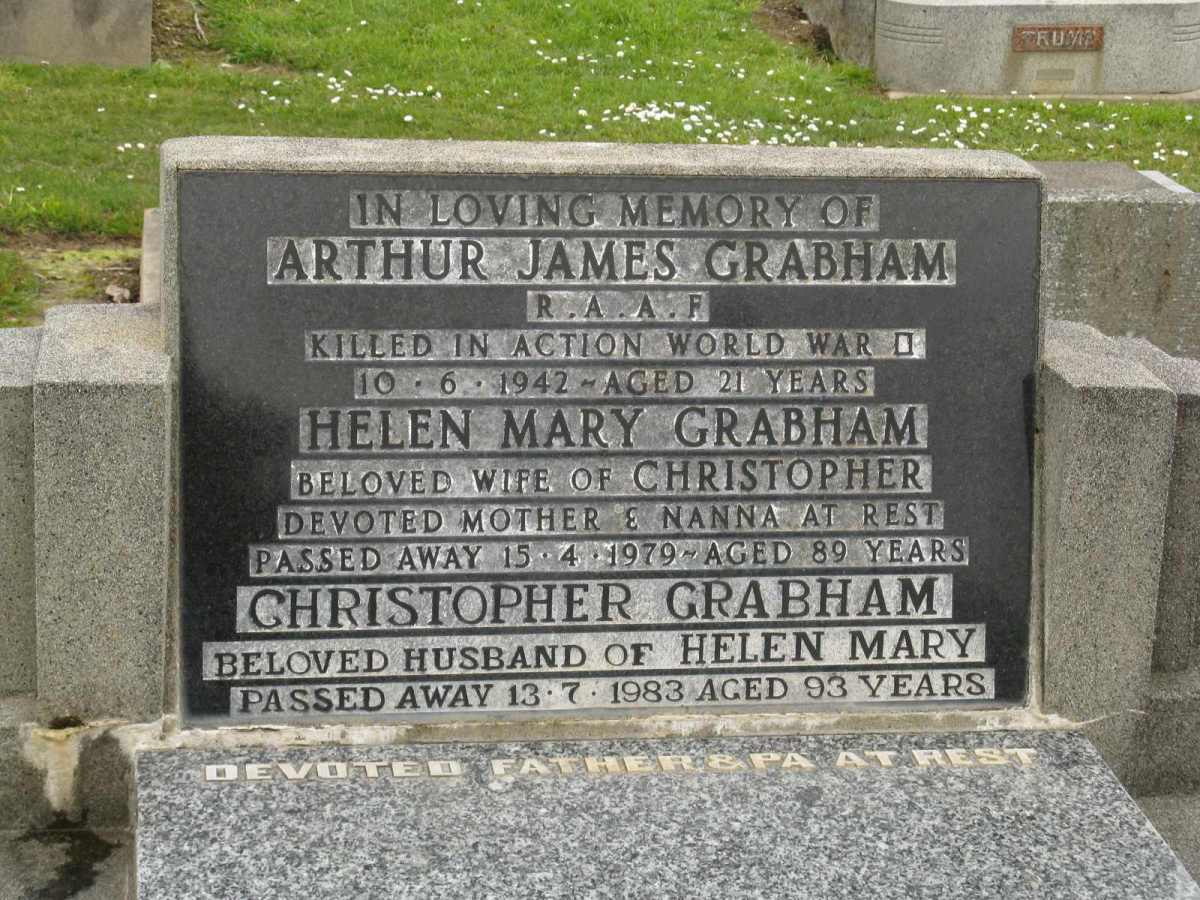 TRUMP
IN LOVING MEMORY OF
ARTHUR JAMES GRABHAM
R.A.A.F
KILLED IN ACTION WORLD WAR II
10·6·1942~AGED 21 YEARS
HELEN MARY GRABHAM
BELOVED WIFE OF CHRISTOPHER
DEVOTED MOTHER & NANNA AT REST
PASSED AWAY 15·4·1979~AGED 89 YEARS
CHRISTOPHER GRABHAM
BELOVED HUSBAND OF HELEN MARY
PASSED AWAY 13·7·1983 AGED 93 YEARS
DEVOTED FATHER & PA AT REST